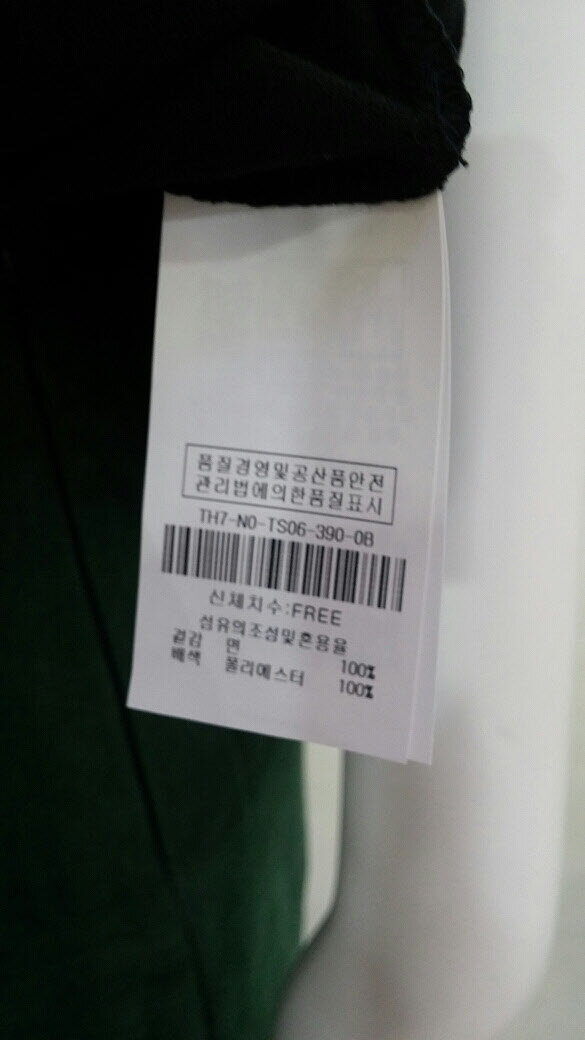 품질경영및공산품안전
관리법에의한품질표시
TH7-NO-TS06-390-0B
신체치수:FREE
섬유의조성및혼용율
겉감 면 100%
배색 폴리에스터 100%